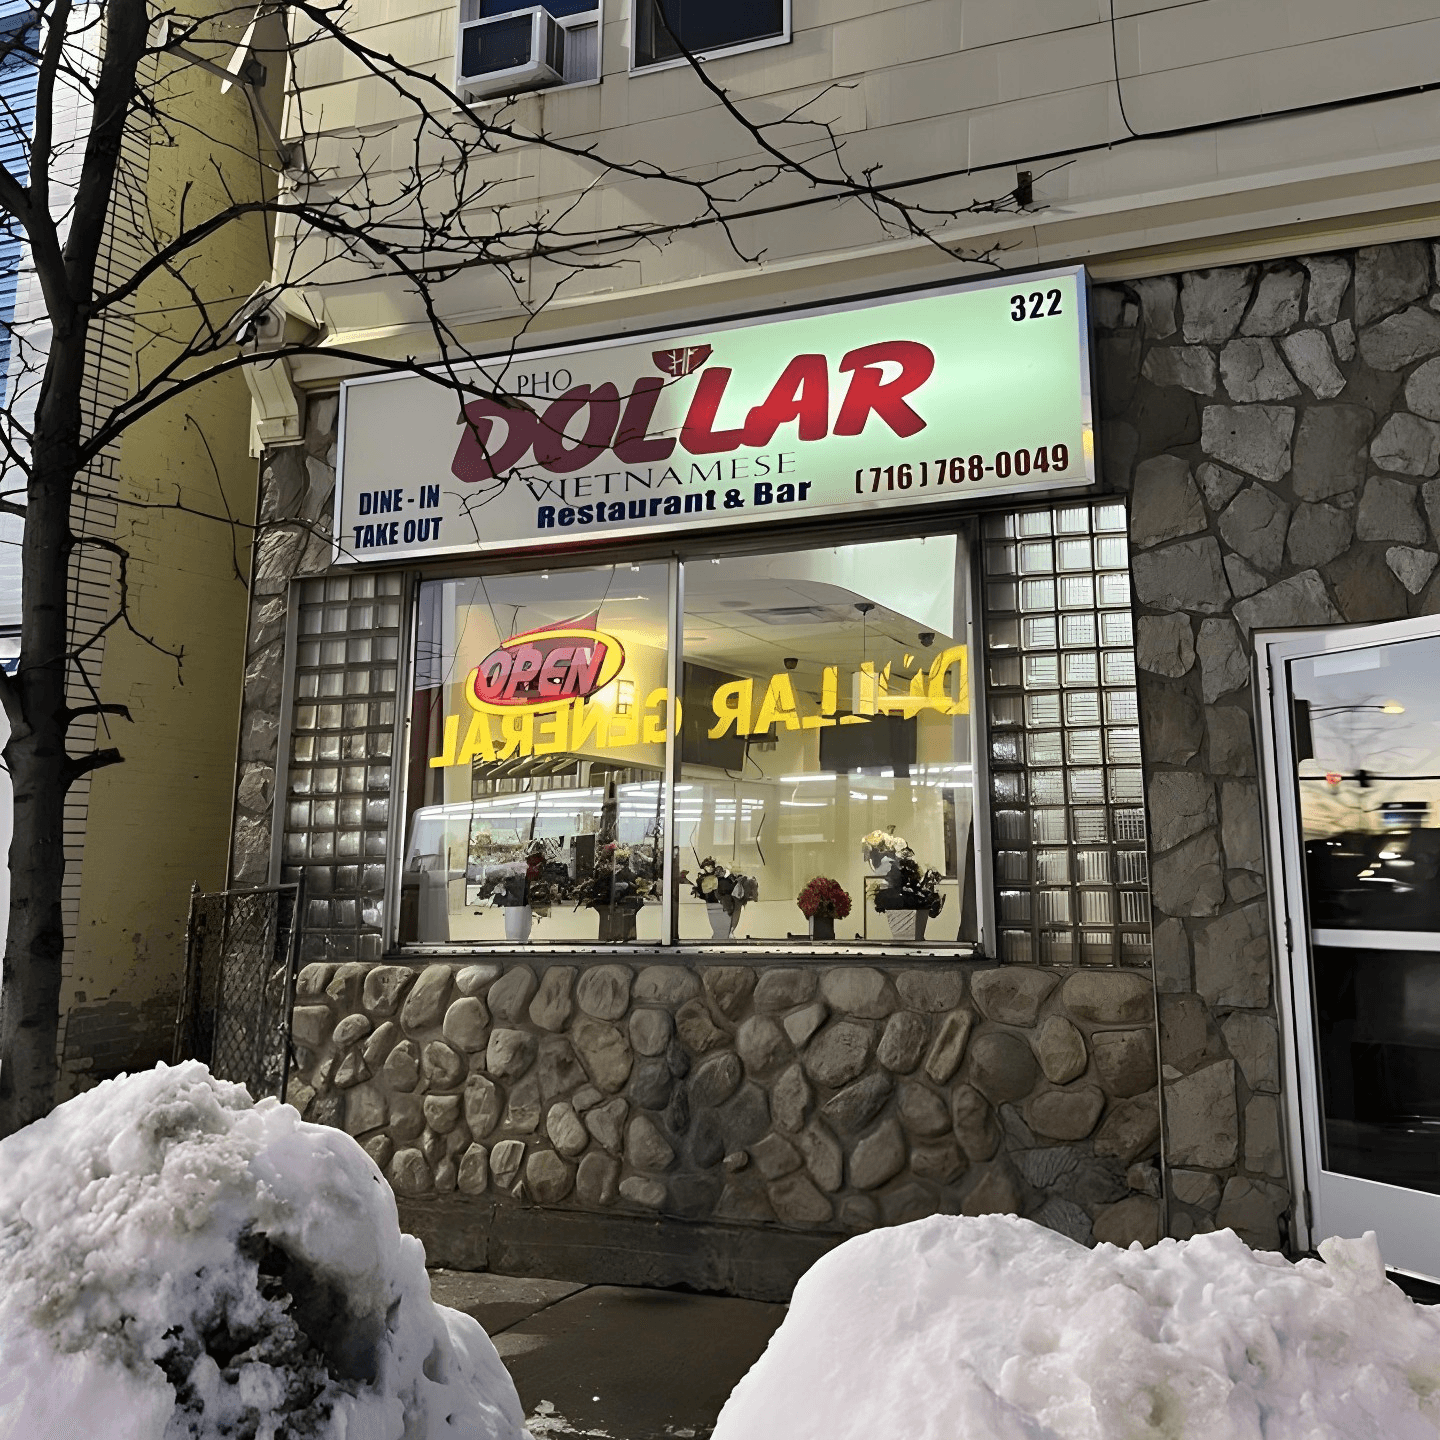 322
PHO
DOLLAR
VIETNAMESE
Restaurant & Bar
(716) 768-0049
DINE - IN
TAKE OUT
OPEN
DOLLAR GENERAL